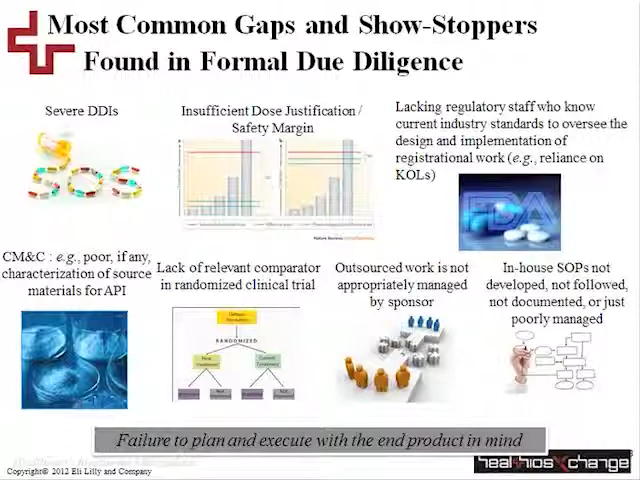 Most Common Gaps and Show-Stoppers
Found in Formal Due Diligence
Severe DDIs
Insufficient Dose Justification /
Safety Margin
Lacking regulatory staff who know
current industry standards to oversee the
design and implementation of
registrational work (e.g., reliance on
KOLs)
SOS
FDA
CM&C : e.g., poor, if any,
characterization of source
materials for API
Lack of relevant comparator
in randomized clinical trial
RANDOMIZED
Outsourced work is not
appropriately managed
by sponsor
In-house SOPs not
developed, not followed,
not documented, or just
poorly managed
Failure to plan and execute with the end product in mind
Copyright® 2012 Eli Lilly and Company
healthiosXchange